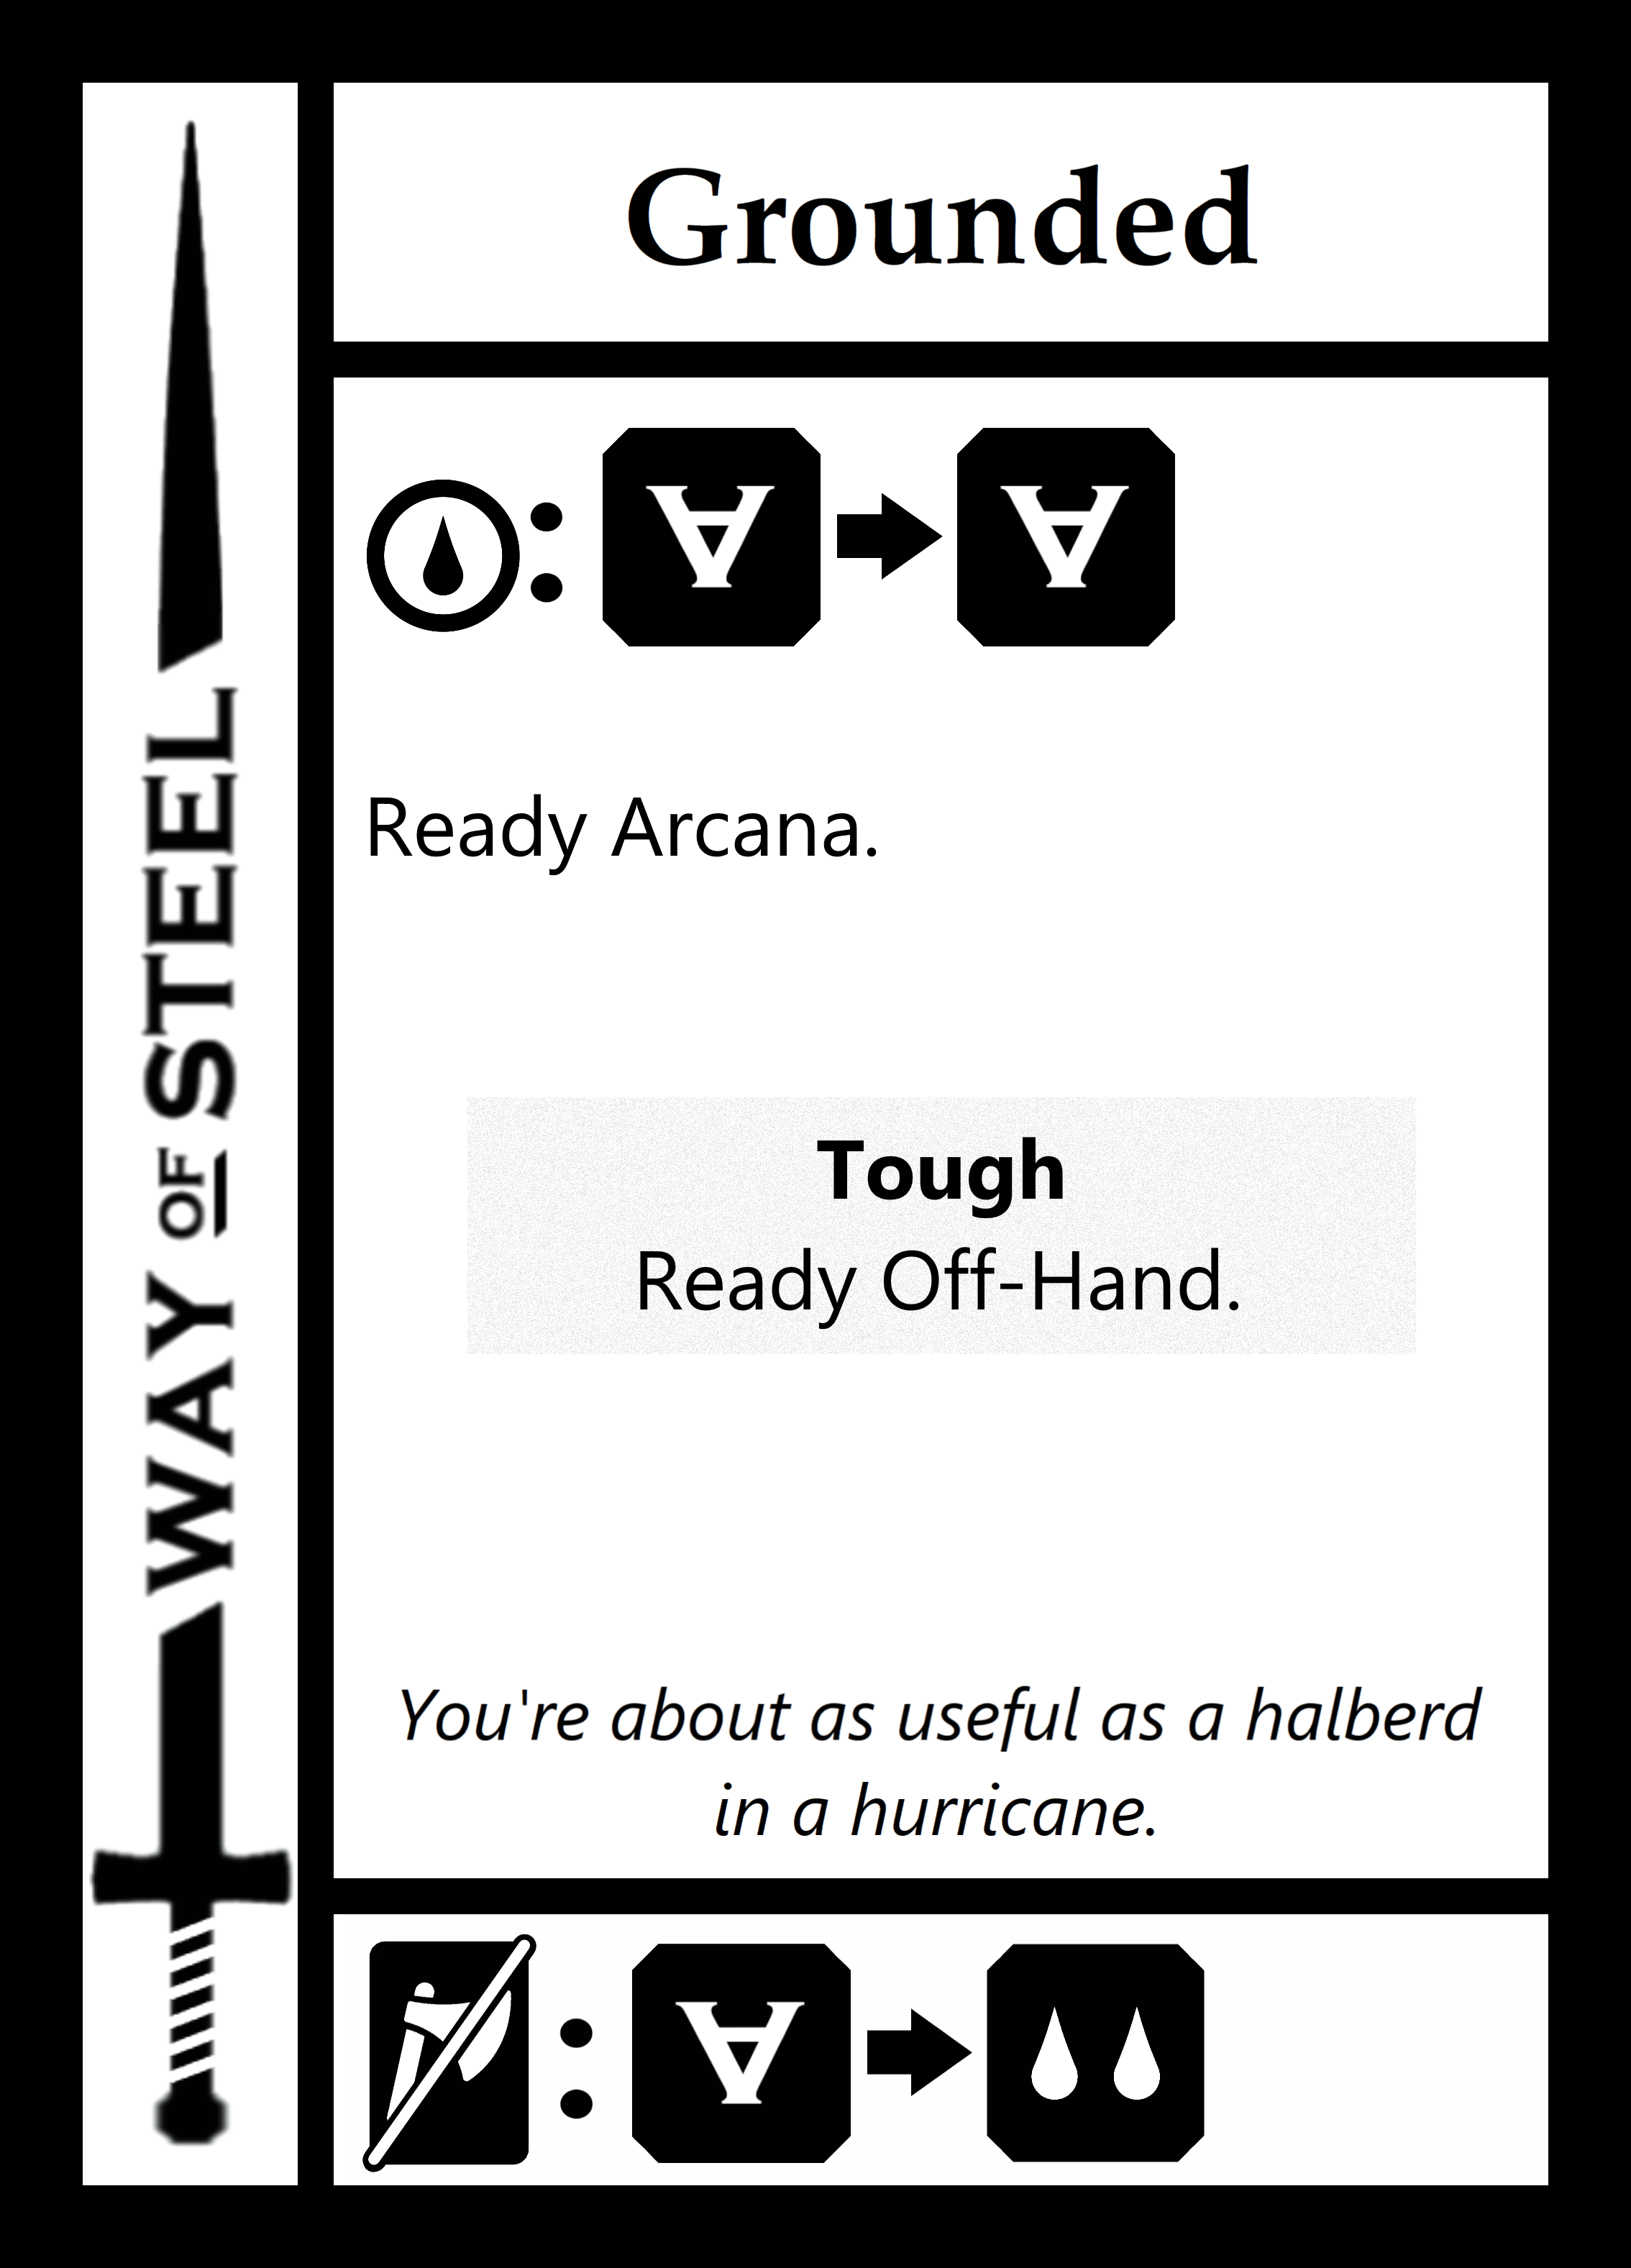 WAY OF STEEL
Grounded
: Ɐ Ɐ
Ready Arcana.
Tough
Ready Off-Hand.
You're about as useful as a halberd
in a hurricane.
: Ɐ